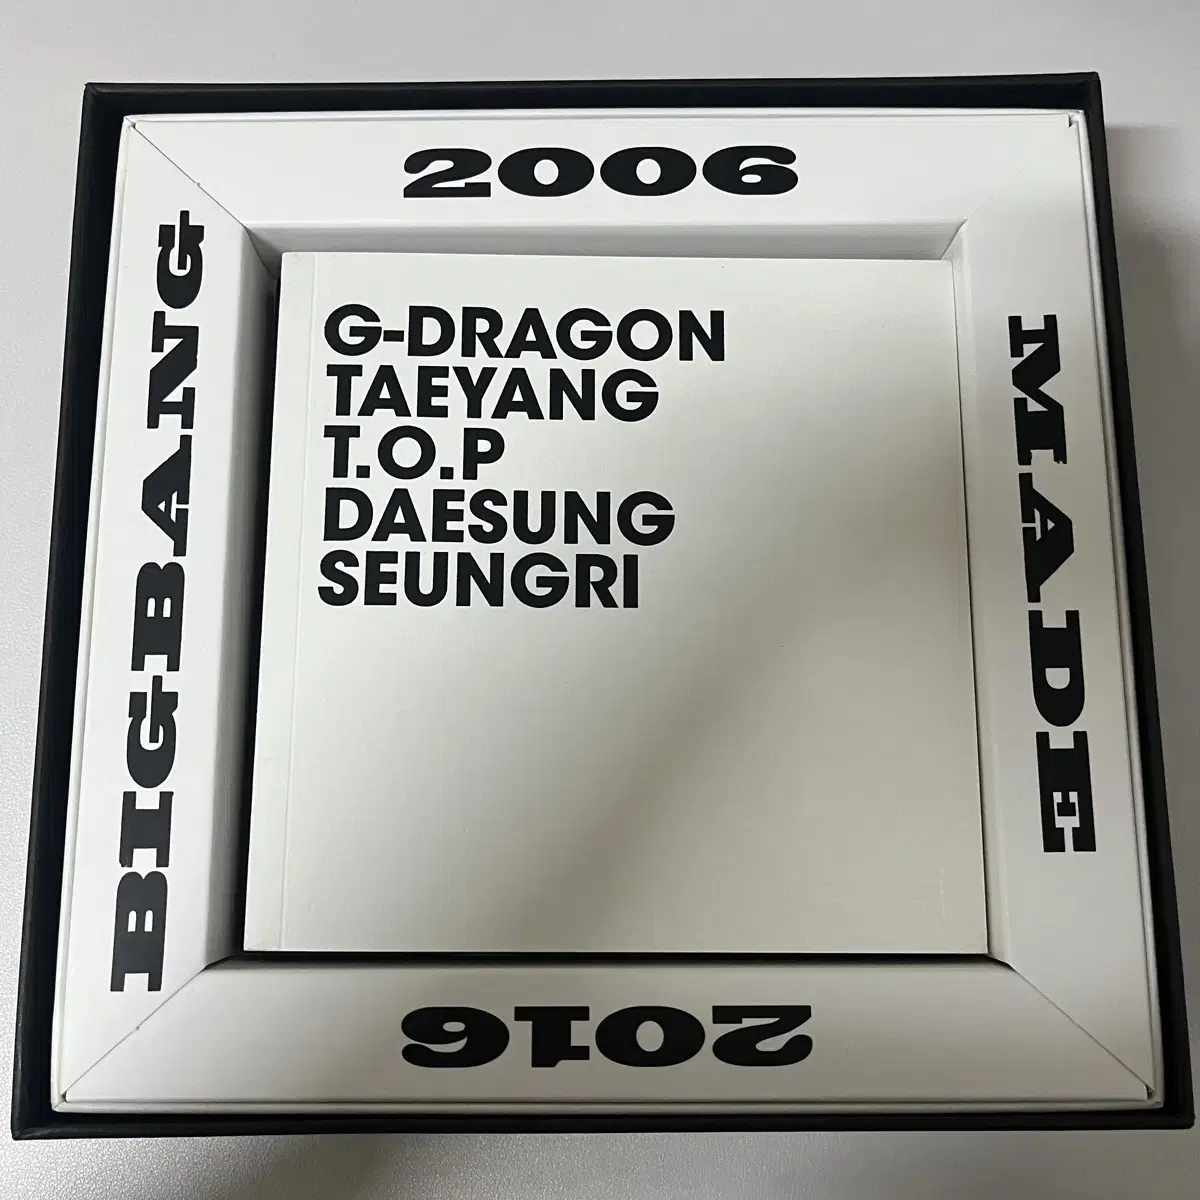 2006
BIGBANG
MADE
G-DRAGON
TAEYANG
T.O.P
DAESUNG
SEUNGRI
2016